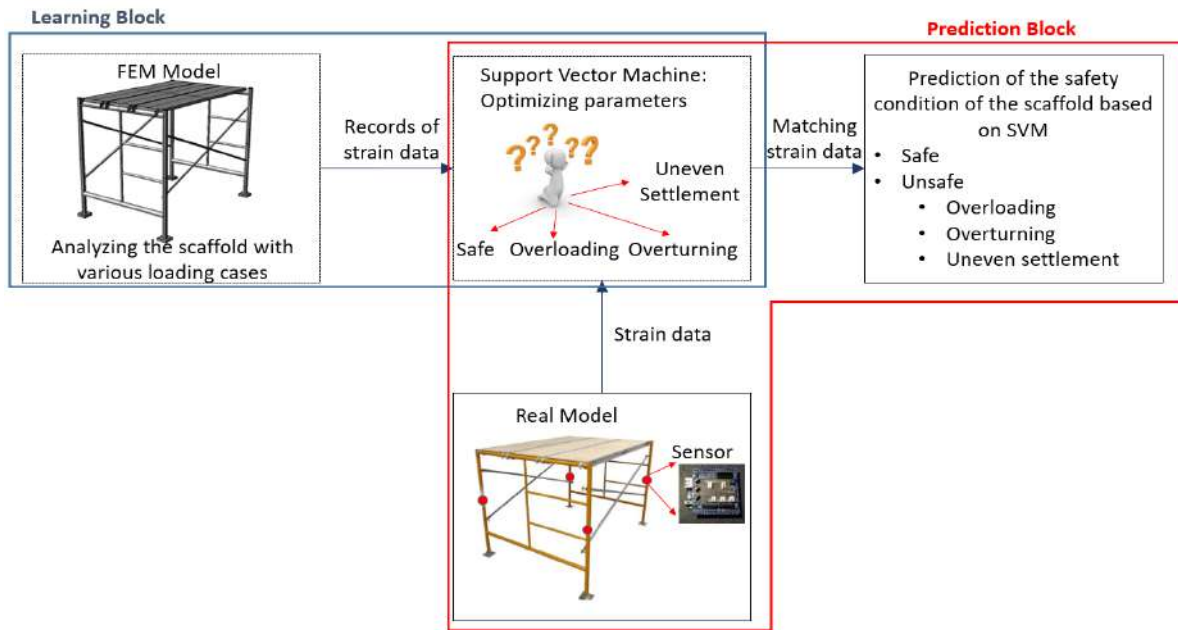 Learning Block
Prediction Block
FEM Model
Analyzing the scaffold with
various loading cases
Records of
strain data
Support Vector Machine:
Optimizing parameters
????? 
Uneven
Settlement
Safe Overloading Overturning
Matching
strain data
Prediction of the safety
condition of the scaffold based
on SVM
• Safe
• Unsafe
• Overloading
• Overturning
• Uneven settlement
Strain data
Real Model
Sensor